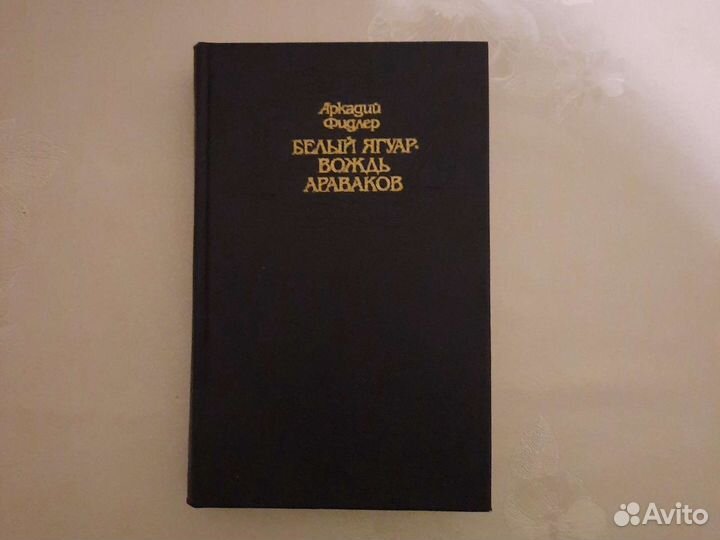 Аркадий
Фидлер
БЕЛЫЙ ЯГУАР-
ВОЖДЬ
АРАВАКОВ
Avito